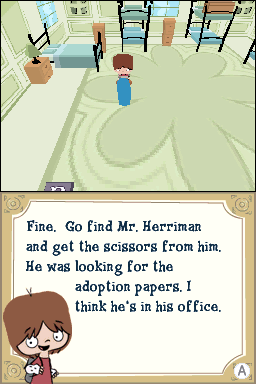 Fine. Go find Mr. Herriman
and get the scissors from him.
He was looking for the
adoption papers. I
think he's in his office.
A